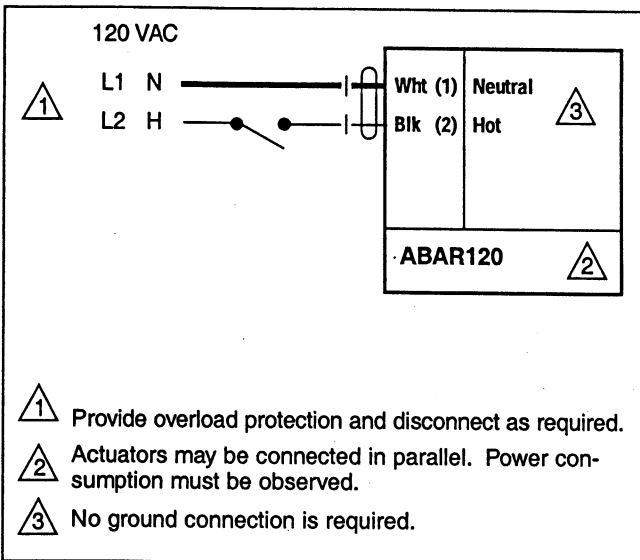 120 VAC
1 L1 N Wht (1) Neutral 3
L2 H Blk (2) Hot
ABAR120 2
1 Provide overload protection and disconnect as required.
2 Actuators may be connected in parallel. Power con-
sumption must be observed.
3 No ground connection is required.